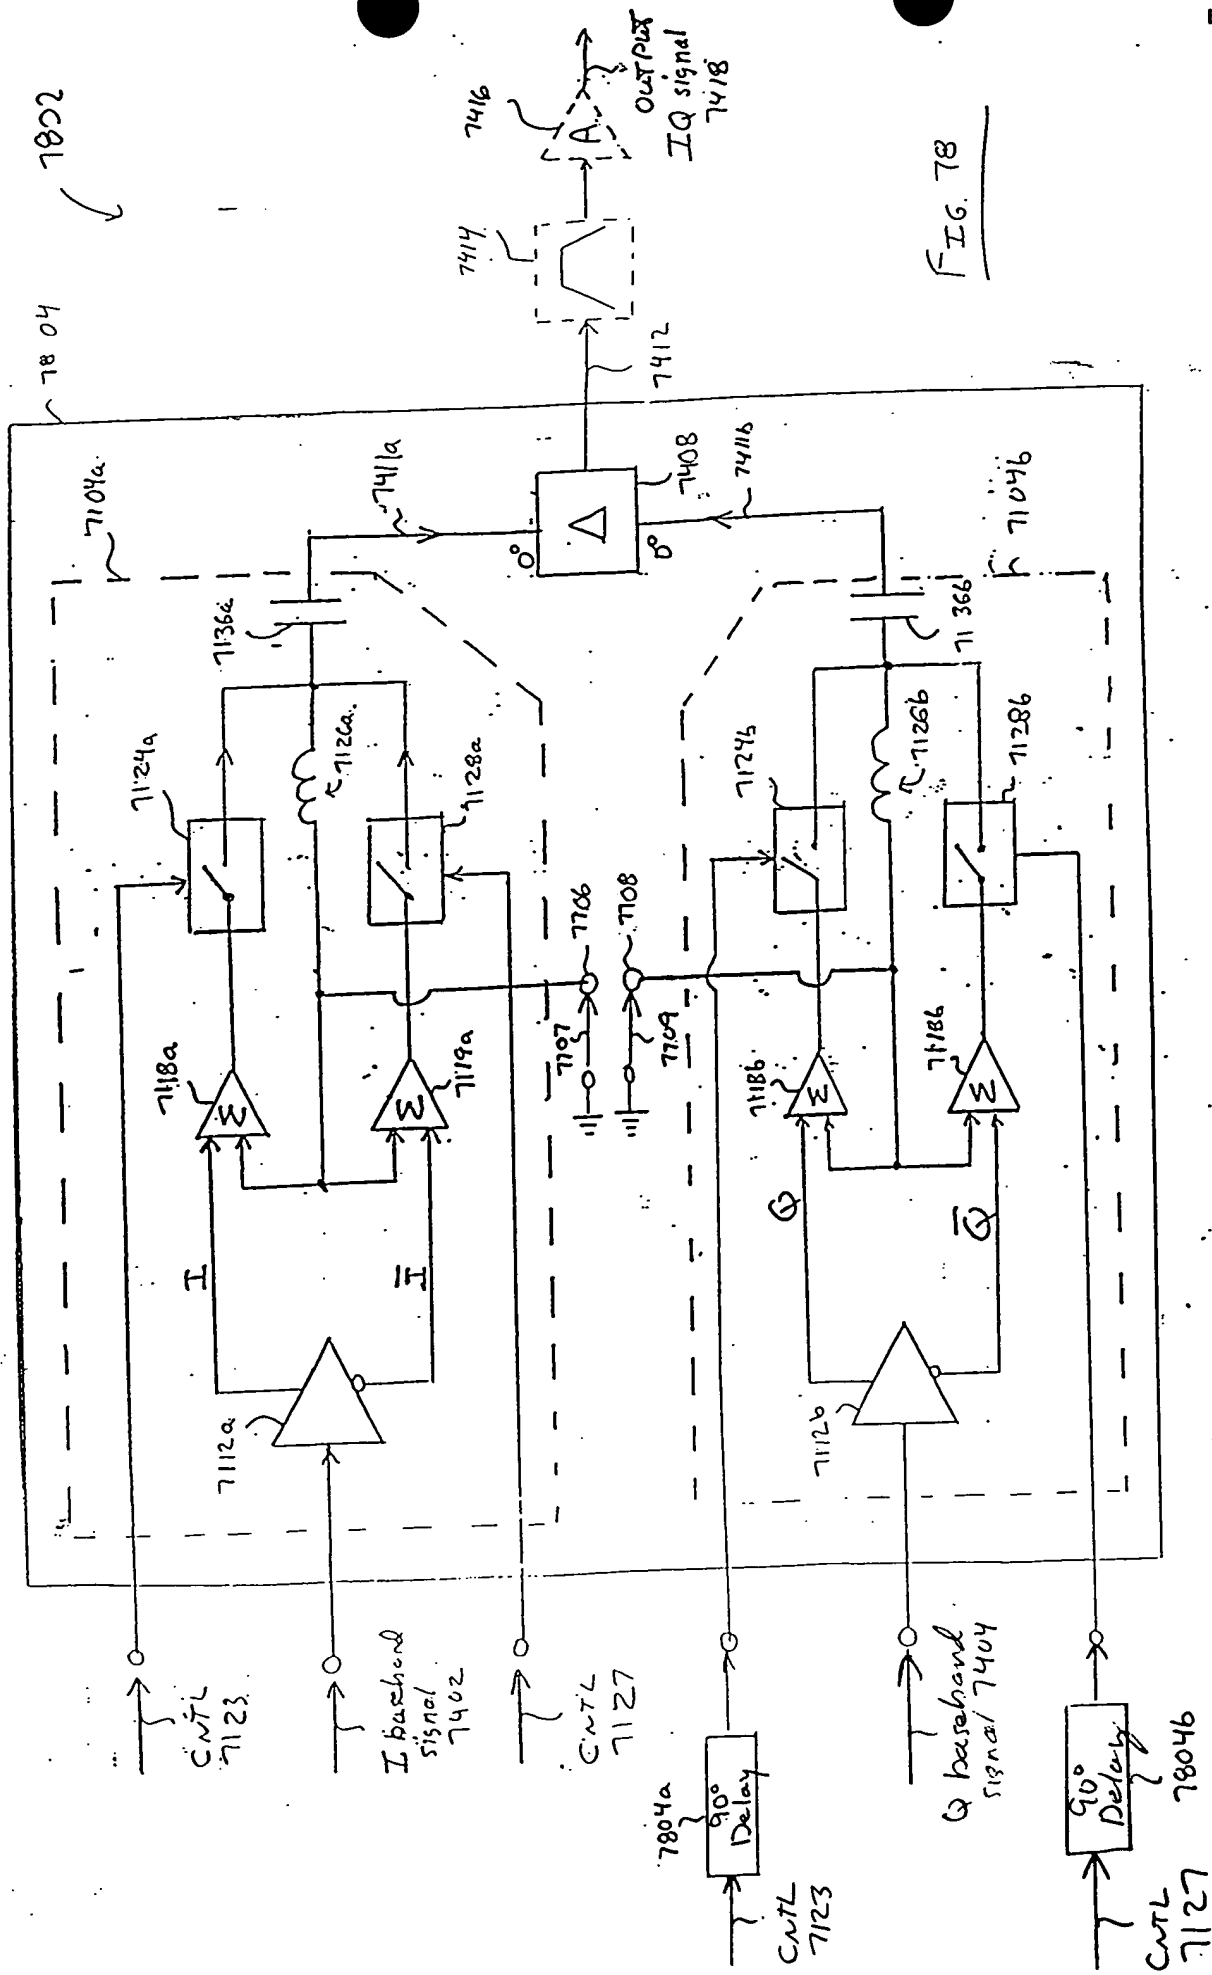 7802
7804
7104a
7124a
7136a
7126a
7128a
7118a
7119a
I
I̅
7112a
7411a
0°
Δ
0°
7408
7411b
7412
7414
7416
A
OUTPUT
IQ signal
7418
7706
7707
7708
7709
7104b
7124b
7136b
7126b
7128b
7118b
7118b
Σ
Σ
Σ
Σ
Q
Q̅
7112b
CNTL
7123
I baseband
signal
7402
CNTL
7127
7804a
90°
Delay
CNTL
7123
Q baseband
signal 7404
90°
Delay
7804b
CNTL
7127
FIG. 78